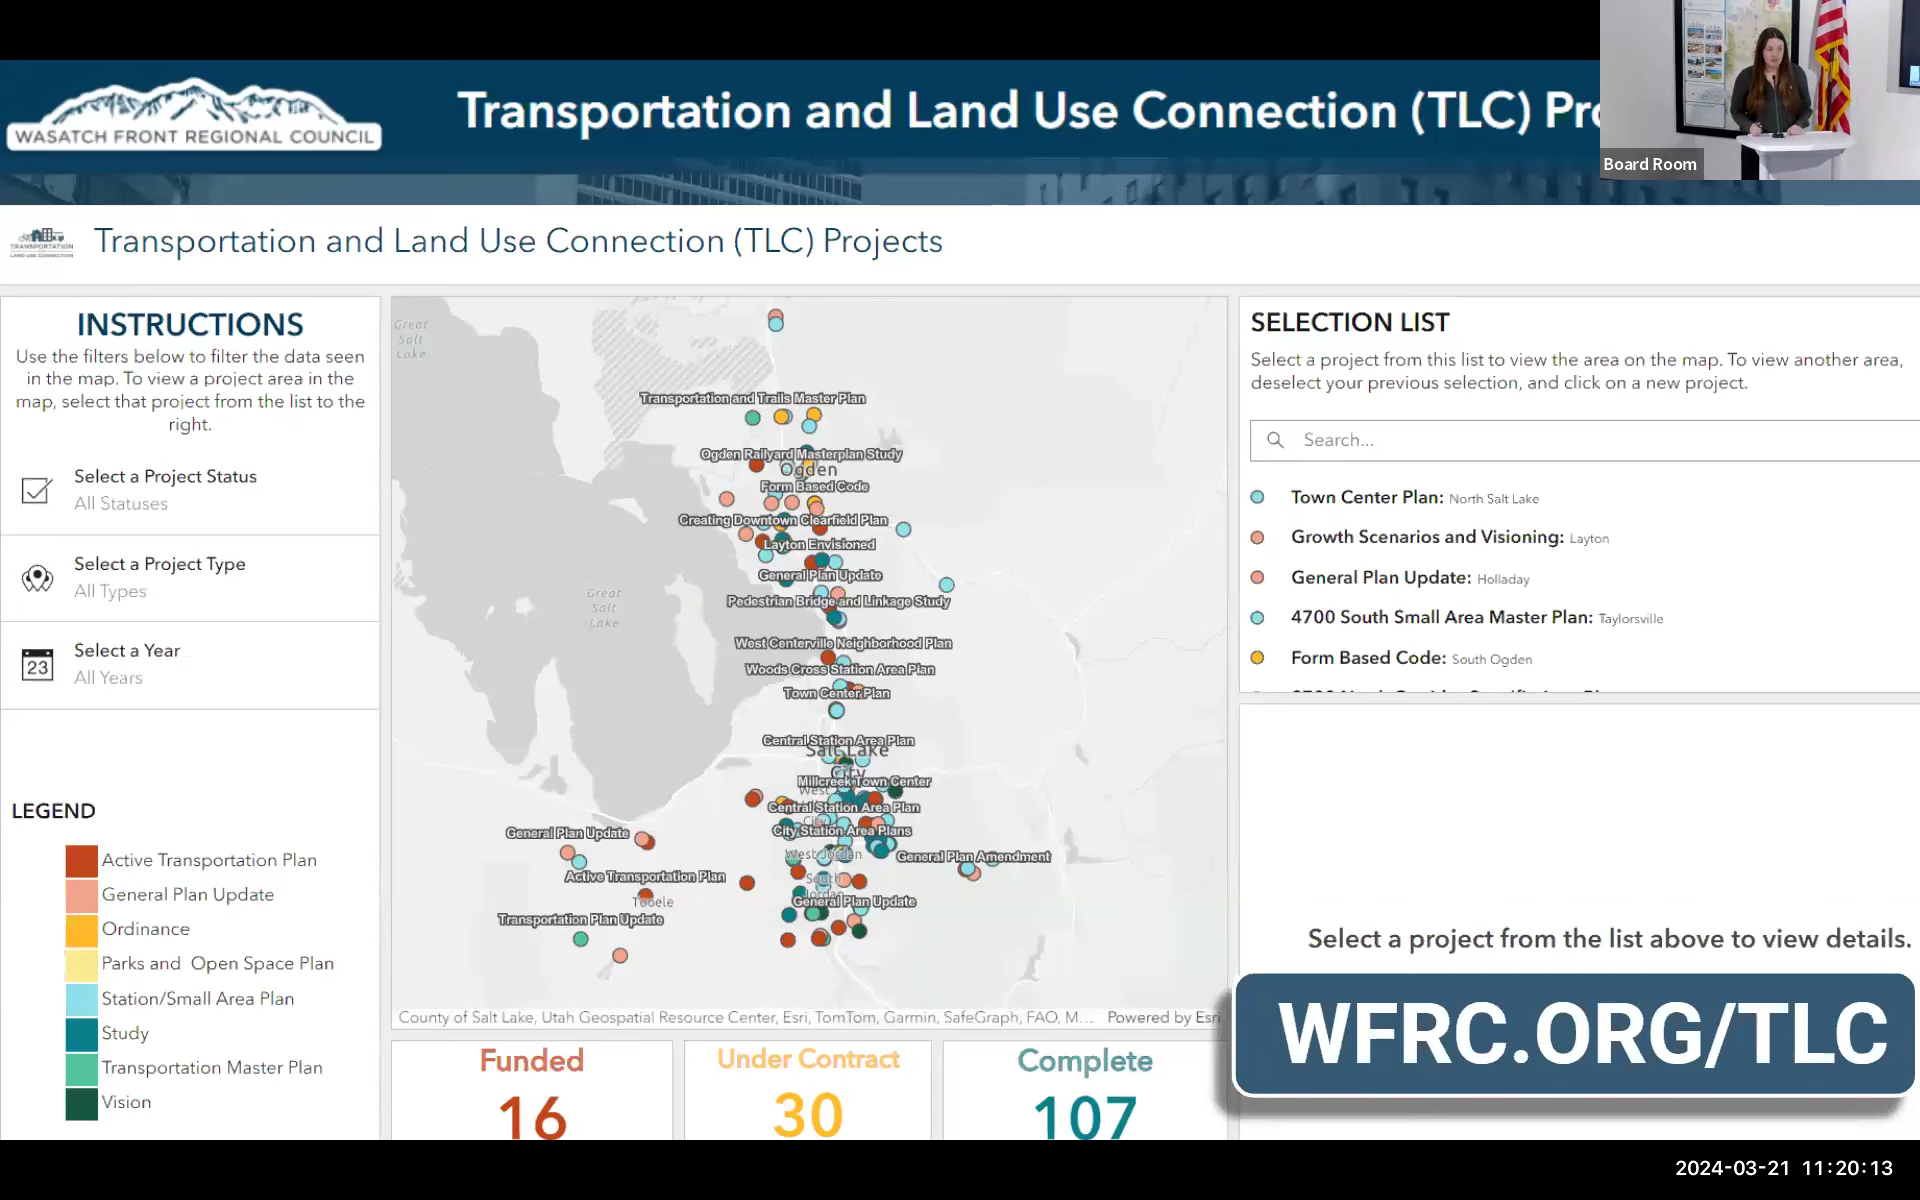 WASATCH FRONT REGIONAL COUNCIL
Transportation and Land Use Connection (TLC) Pro
Board Room
TRANSPORTATION
LAND USE CONNECTION
Transportation and Land Use Connection (TLC) Projects
INSTRUCTIONS
Use the filters below to filter the data seen
in the map. To view a project area in the
map, select that project from the list to the
right.
Select a Project Status
All Statuses
Select a Project Type
All Types
23
Select a Year
All Years
LEGEND
Active Transportation Plan
General Plan Update
Ordinance
Parks and Open Space Plan
Station/Small Area Plan
Study
Transportation Master Plan
Vision
Great
Salt
Lake
Transportation and Trails Master Plan
Ogden Railyard Masterplan Study
Ogden
Form Based Code
Creating Downtown Clearfield Plan
Layton Envisioned
General Plan Update
Great
Salt
Lake
Pedestrian Bridge and Linkage Study
West Centerville Neighborhood Plan
Woods Cross Station Area Plan
Town Center Plan
Central Station Area Plan
Salt Lake
City
Millcreek Town Center
West
Central Station Area Plan
City
City Station Area Plans
General Plan Update
West Jordan
General Plan Amendment
Active Transportation Plan
South
Jordan
Tooele
General Plan Update
Transportation Plan Update
County of Salt Lake, Utah Geospatial Resource Center, Esri, TomTom, Garmin, SafeGraph, FAO, M... Powered by Esri
Funded
16
Under Contract
30
Complete
107
SELECTION LIST
Select a project from this list to view the area on the map. To view another area,
deselect your previous selection, and click on a new project.
Search...
Town Center Plan: North Salt Lake
Growth Scenarios and Visioning: Layton
General Plan Update: Holladay
4700 South Small Area Master Plan: Taylorsville
Form Based Code: South Ogden
Select a project from the list above to view details.
WFRC.ORG/TLC
2024-03-21 11:20:13